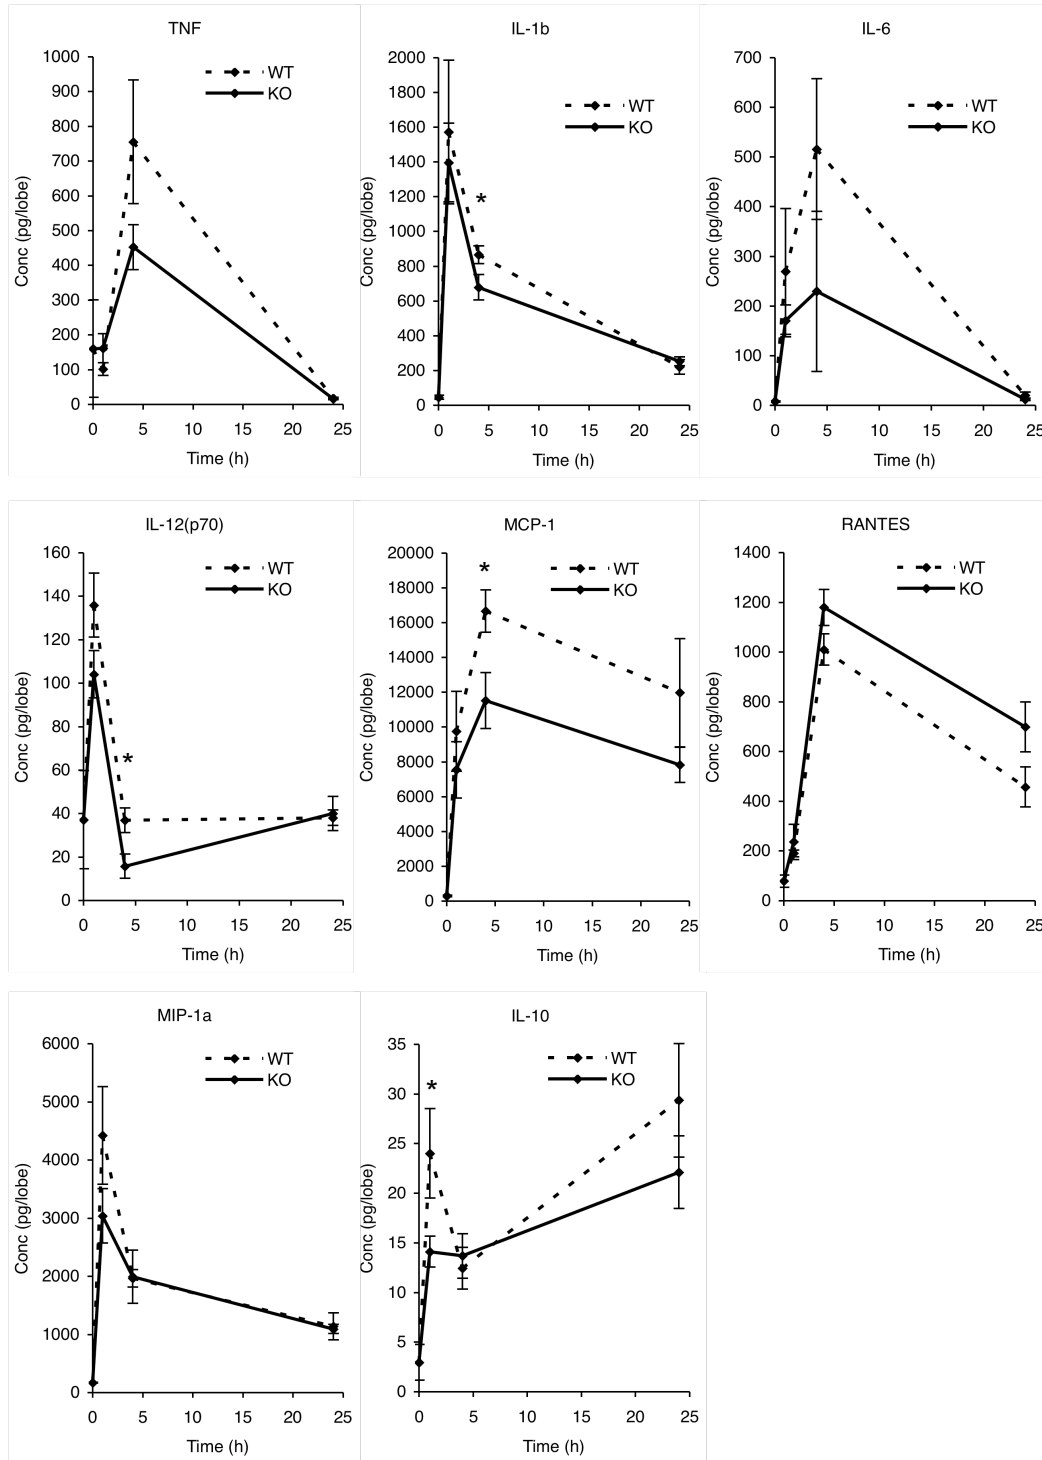 TNF
1000
900
800
700
600
500
400
300
200
100
0
Conc (pg/lobe)
WT
KO
0 5 10 15 20 25
Time (h)
IL-1b
2000
1800
1600
1400
1200
1000
800
600
400
200
0
Conc (pg/lobe)
WT
KO
*
0 5 10 15 20 25
Time (h)
IL-6
700
600
500
400
300
200
100
0
Conc (pg/lobe)
WT
KO
0 5 10 15 20 25
Time (h)
IL-12(p70)
160
140
120
100
80
60
40
20
0
Conc (pg/lobe)
WT
KO
*
0 5 10 15 20 25
Time (h)
MCP-1
20000
18000
16000
14000
12000
10000
8000
6000
4000
2000
0
Conc (pg/lobe)
*
WT
KO
0 5 10 15 20 25
Time (h)
RANTES
1400
1200
1000
800
600
400
200
0
Conc (pg/lobe)
WT
KO
0 5 10 15 20 25
Time (h)
MIP-1a
6000
5000
4000
3000
2000
1000
0
Conc (pg/lobe)
WT
KO
0 5 10 15 20 25
Time (h)
IL-10
35
30
25
20
15
10
5
0
Conc (pg/lobe)
*
WT
KO
0 5 10 15 20 25
Time (h)